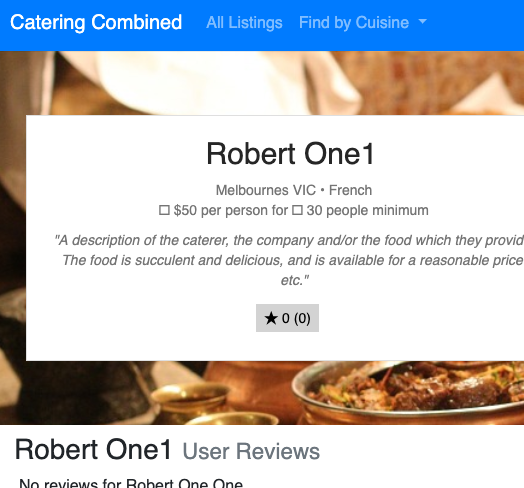 Catering Combined All Listings Find by Cuisine
Robert One1
Melbournes VIC • French
☐ $50 per person for ☐ 30 people minimum
"A description of the caterer, the company and/or the food which they provid
The food is succulent and delicious, and is available for a reasonable price
etc."
★ 0 (0)
Robert One1 User Reviews
No reviews for Robert One One